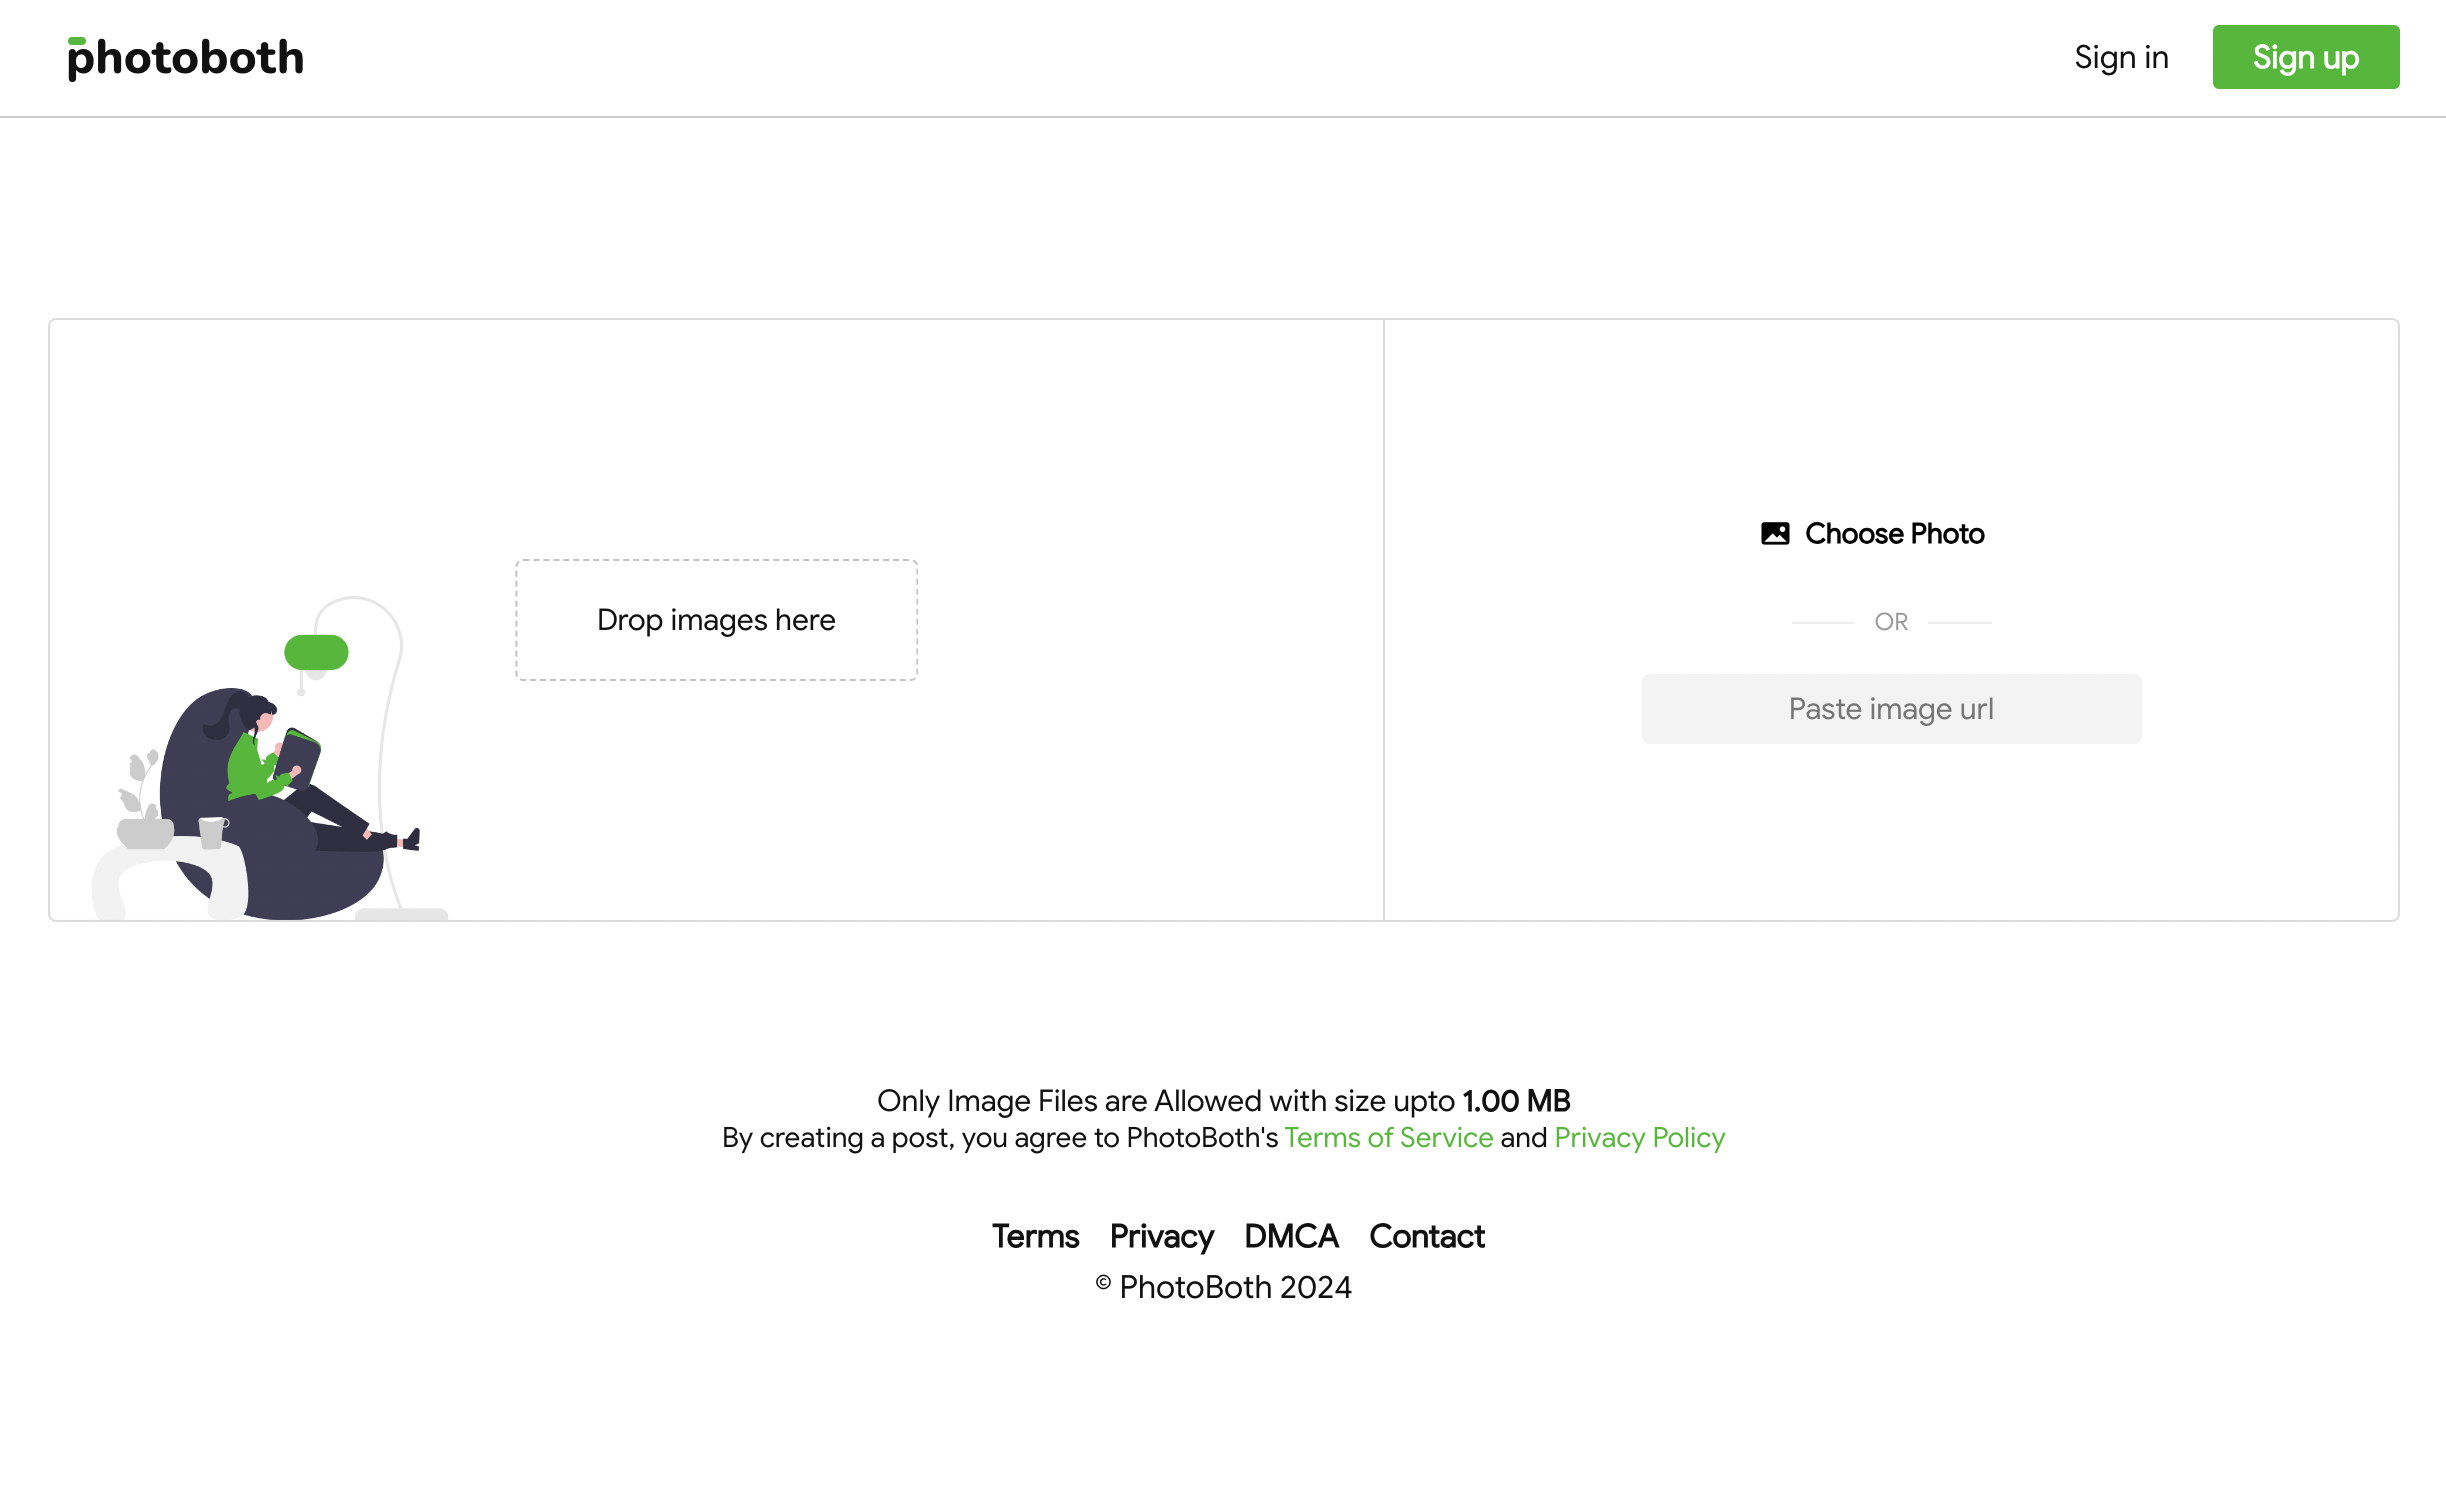 photoboth
Sign in
Sign up
Drop images here
Choose Photo
OR
Paste image url
Only Image Files are Allowed with size upto 1.00 MB
By creating a post, you agree to PhotoBoth's Terms of Service and Privacy Policy
Terms Privacy DMCA Contact
© PhotoBoth 2024